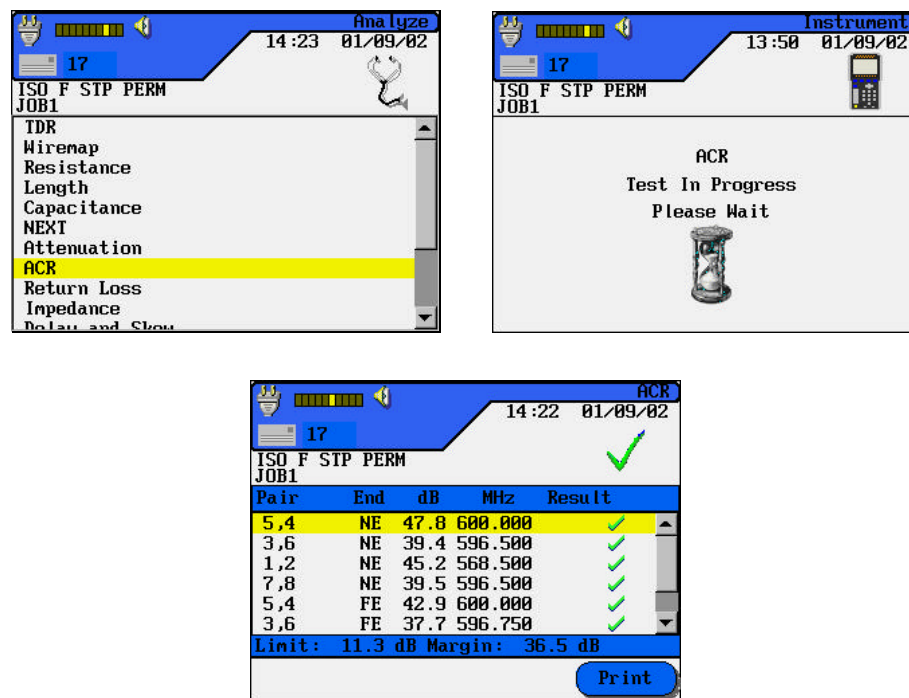 Analyze
14:23 01/09/02
17
ISO F STP PERM
JOB1
TDR
Wiremap
Resistance
Length
Capacitance
NEXT
Attenuation
ACR
Return Loss
Impedance
Delay and Skew
Instrument
13:50 01/09/02
17
ISO F STP PERM
JOB1
ACR
Test In Progress
Please Wait
ACR
14:22 01/09/02
17
ISO F STP PERM
JOB1
Pair End dB MHz Result
5,4 NE 47.8 600.000
3,6 NE 39.4 596.500
1,2 NE 45.2 568.500
7,8 NE 39.5 596.500
5,4 FE 42.9 600.000
3,6 FE 37.7 596.750
Limit: 11.3 dB Margin: 36.5 dB
Print